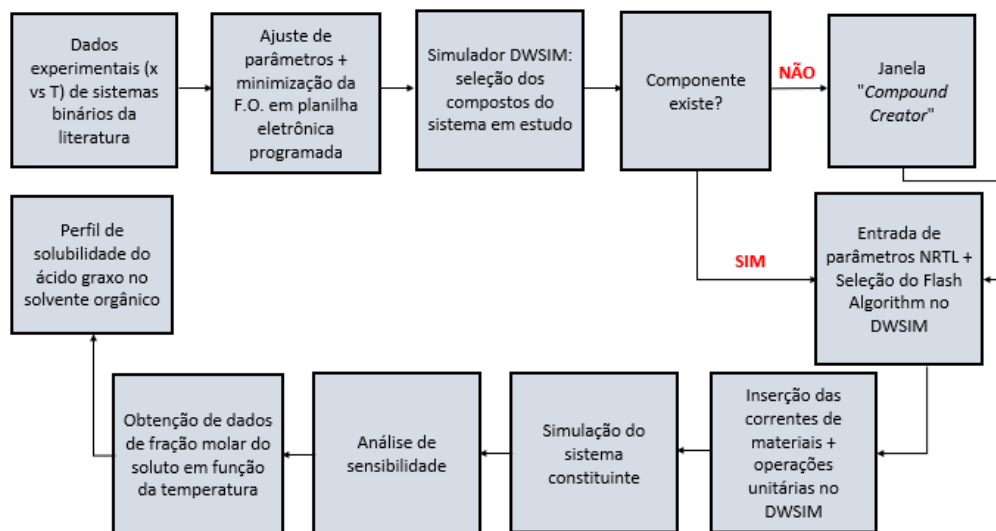 Dados
experimentais (x
vs T) de sistemas
binários da
literatura
Ajuste de
parâmetros +
minimização da
F.O. em planilha
eletrônica
programada
Simulador DWSIM:
seleção dos
compostos do
sistema em estudo
Componente
existe?
NÃO
Janela
"Compound
Creator"
SIM
Entrada de
parâmetros NRTL +
Seleção do Flash
Algorithm no
DWSIM
Inserção das
correntes de
materiais +
operações
unitárias no
DWSIM
Simulação do
sistema
constituinte
Análise de
sensibilidade
Obtenção de dados
de fração molar do
soluto em função
da temperatura
Perfil de
solubilidade do
ácido graxo no
solvente orgânico